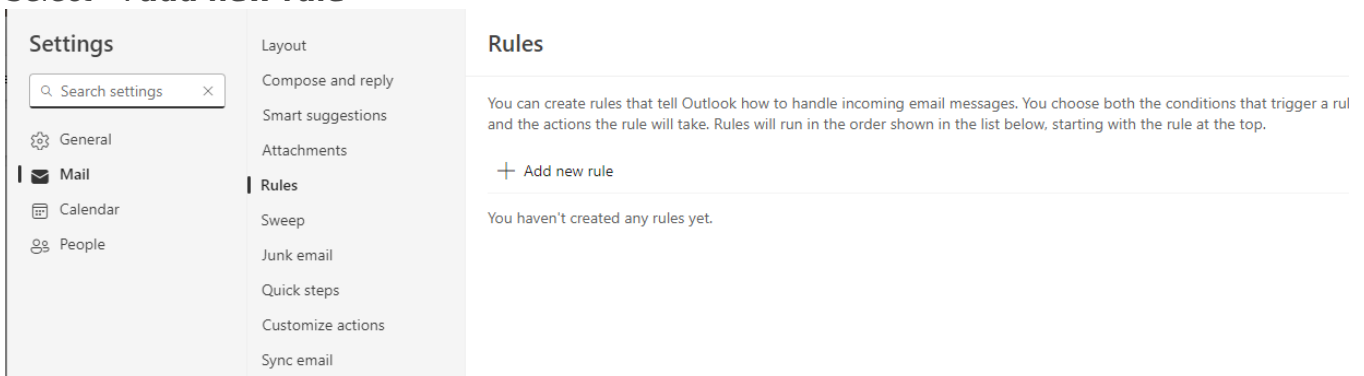 Settings
Search settings
General
Mail
Calendar
People
Layout
Compose and reply
Smart suggestions
Attachments
Rules
Sweep
Junk email
Quick steps
Customize actions
Sync email
Rules
You can create rules that tell Outlook how to handle incoming email messages. You choose both the conditions that trigger a
and the actions the rule will take. Rules will run in the order shown in the list below, starting with the rule at the top.
+ Add new rule
You haven't created any rules yet.